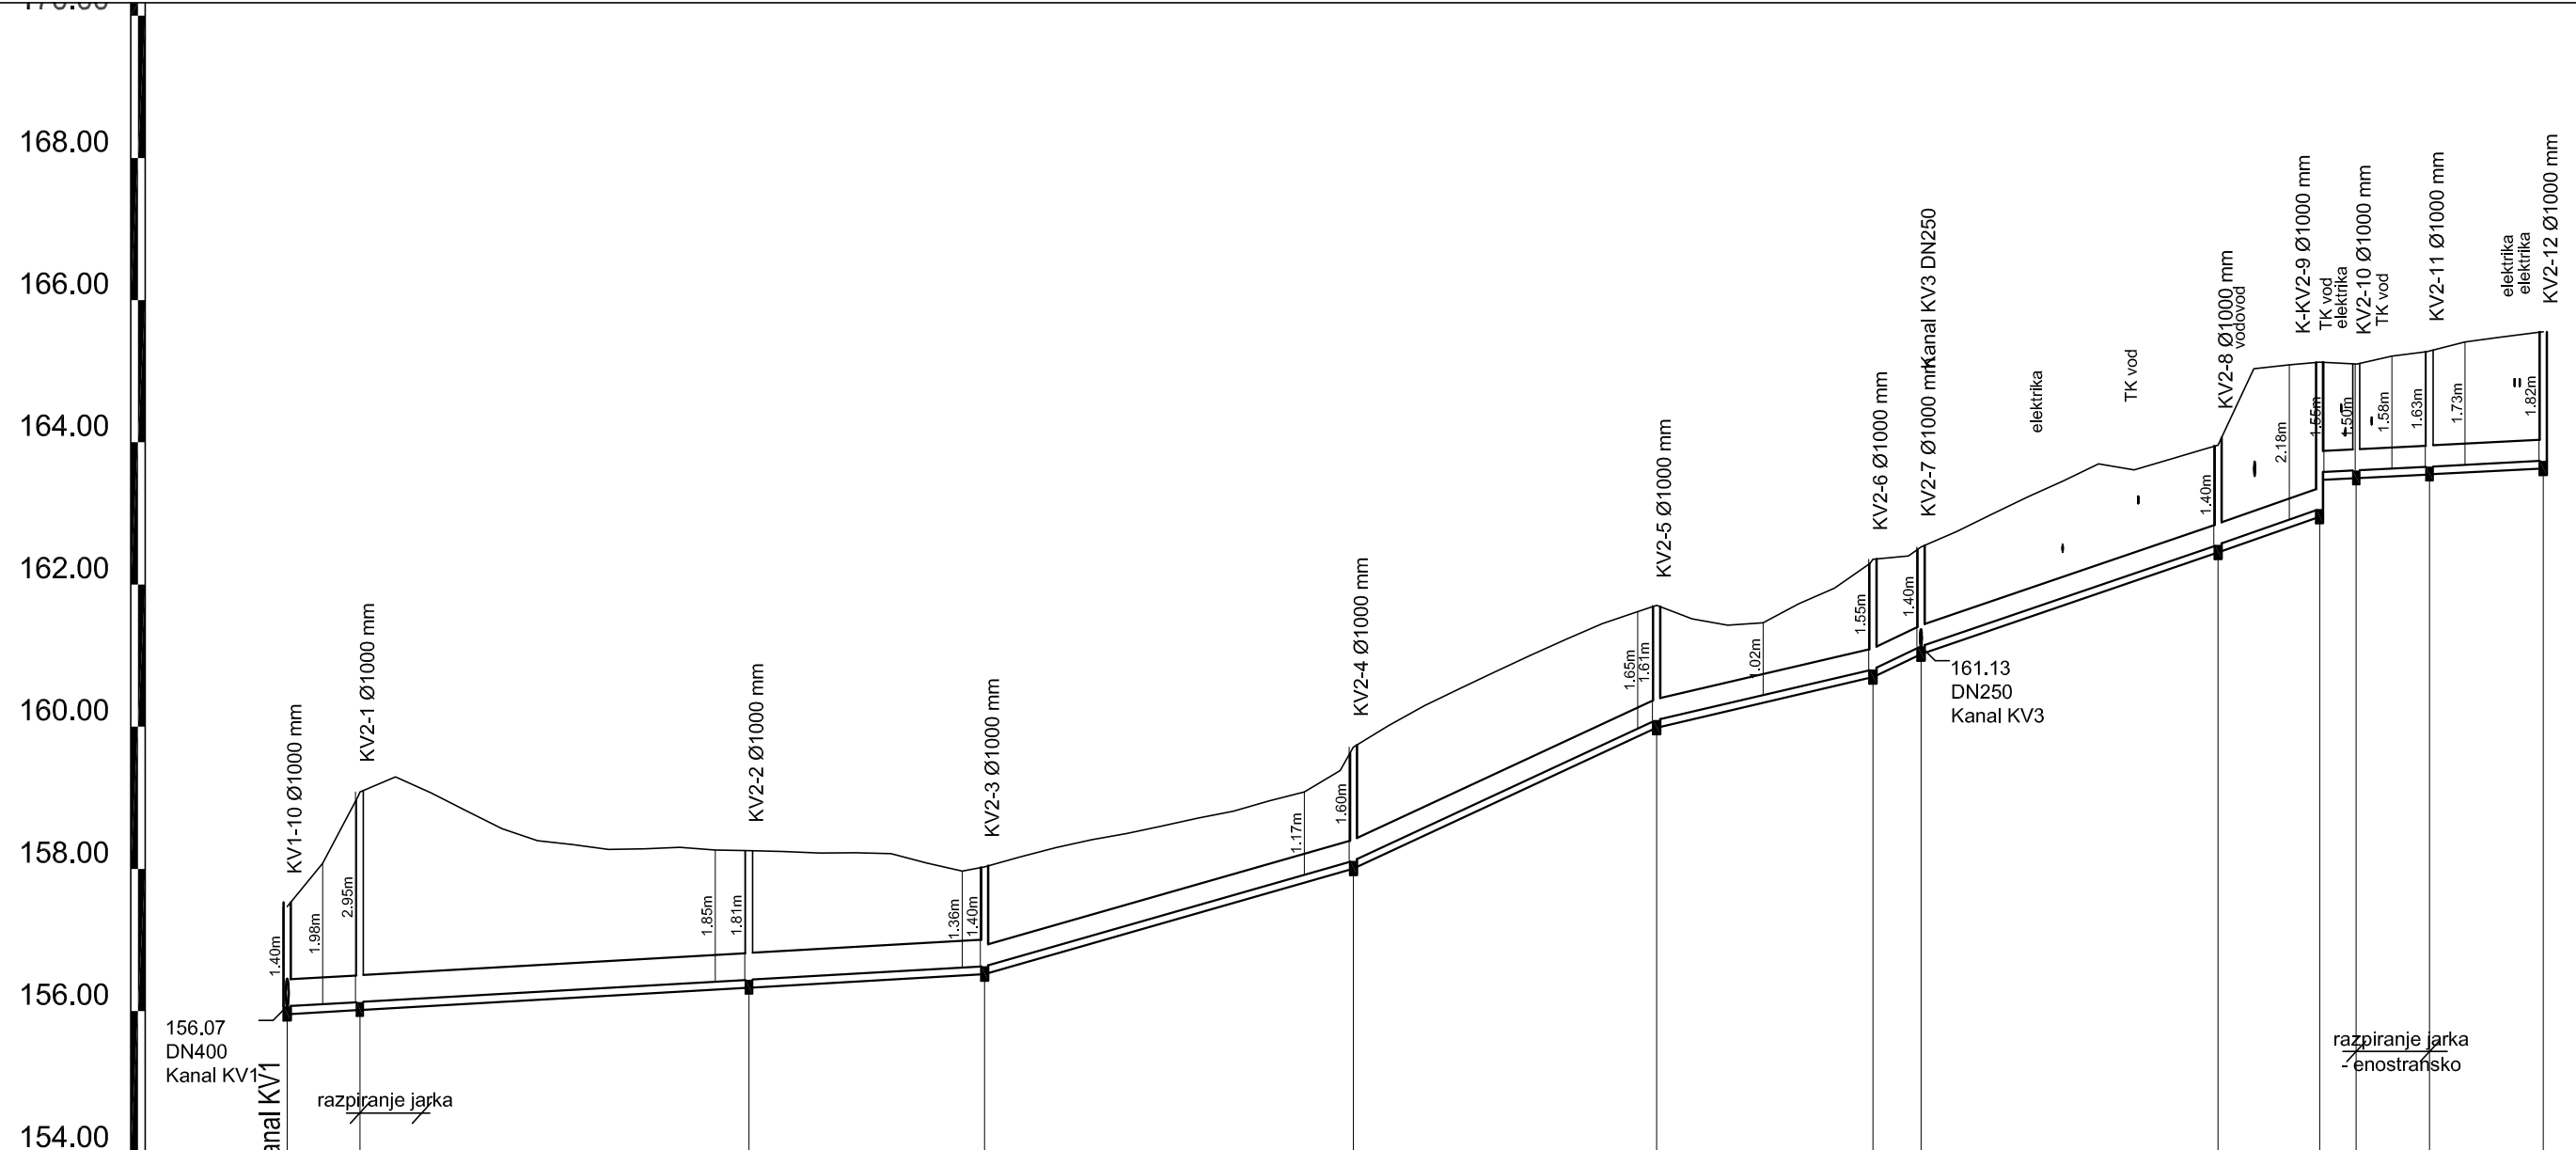 168.00
166.00
164.00
162.00
160.00
158.00
156.00
154.00
KV1-10 Ø1000 mm
KV2-1 Ø1000 mm
KV2-2 Ø1000 mm
KV2-3 Ø1000 mm
KV2-4 Ø1000 mm
KV2-5 Ø1000 mm
KV2-6 Ø1000 mm
KV2-7 Ø1000 mm
Kanal KV3 DN250
elektrika
TK vod
KV2-8 Ø1000 mm
vodovod
K-KV2-9 Ø1000 mm
TK vod
elektrika
KV2-10 Ø1000 mm
TK vod
KV2-11 Ø1000 mm
elektrika
elektrika
KV2-12 Ø1000 mm
1.40m
1.98m
2.95m
1.85m
1.81m
1.36m
1.40m
1.17m
1.60m
1.65m
1.61m
1.02m
1.55m
1.40m
1.40m
2.18m
1.55m
1.50m
1.58m
1.63m
1.73m
1.82m
161.13
DN250
Kanal KV3
156.07
DN400
Kanal KV1
anal KV1
razpiranje jarka
razpiranje jarka
- enostransko